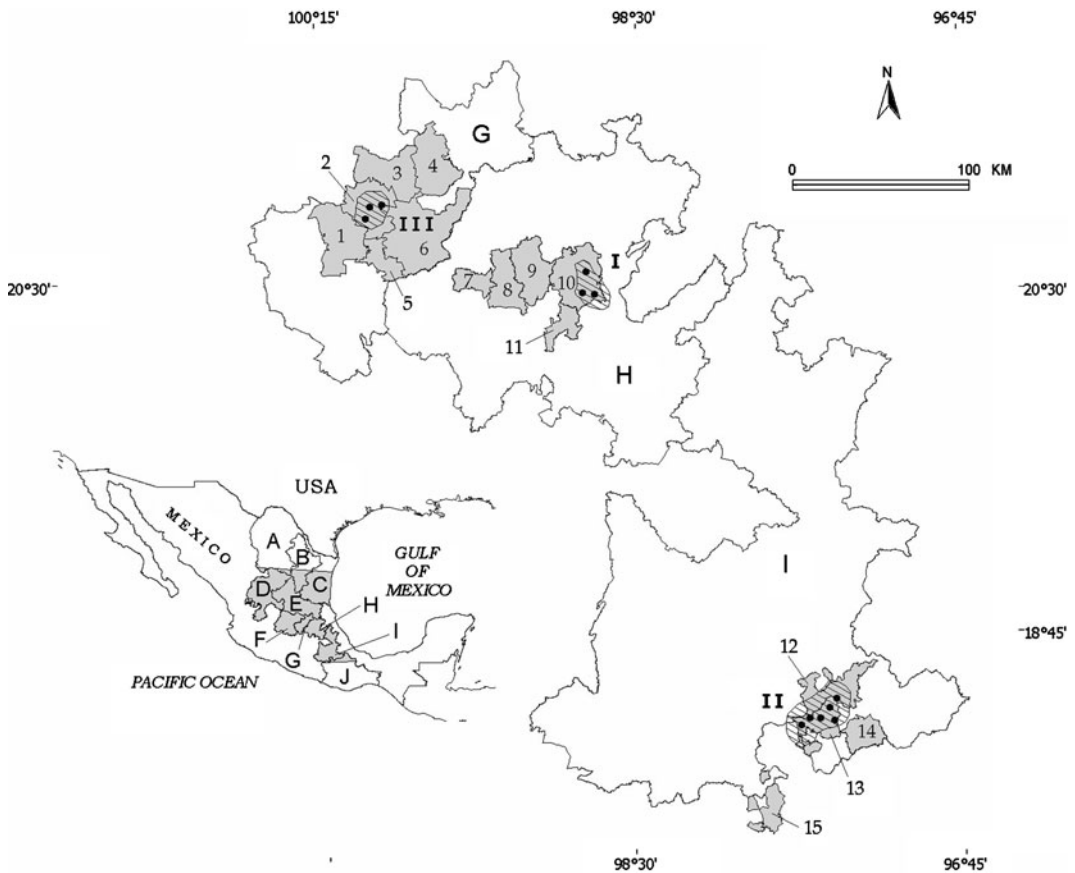 100°15' 98°30' 96°45'
N
G
0 100 KM
2 3 4
III
1 6
5
I
20°30' 20°30'
7 8 9 10
11
H
USA
MEXICO
A
B
GULF
OF
MEXICO
D C
E
H
F
I
G
J
PACIFIC OCEAN
I
18°45'
12
II
14
13
15
98°30' 96°45'